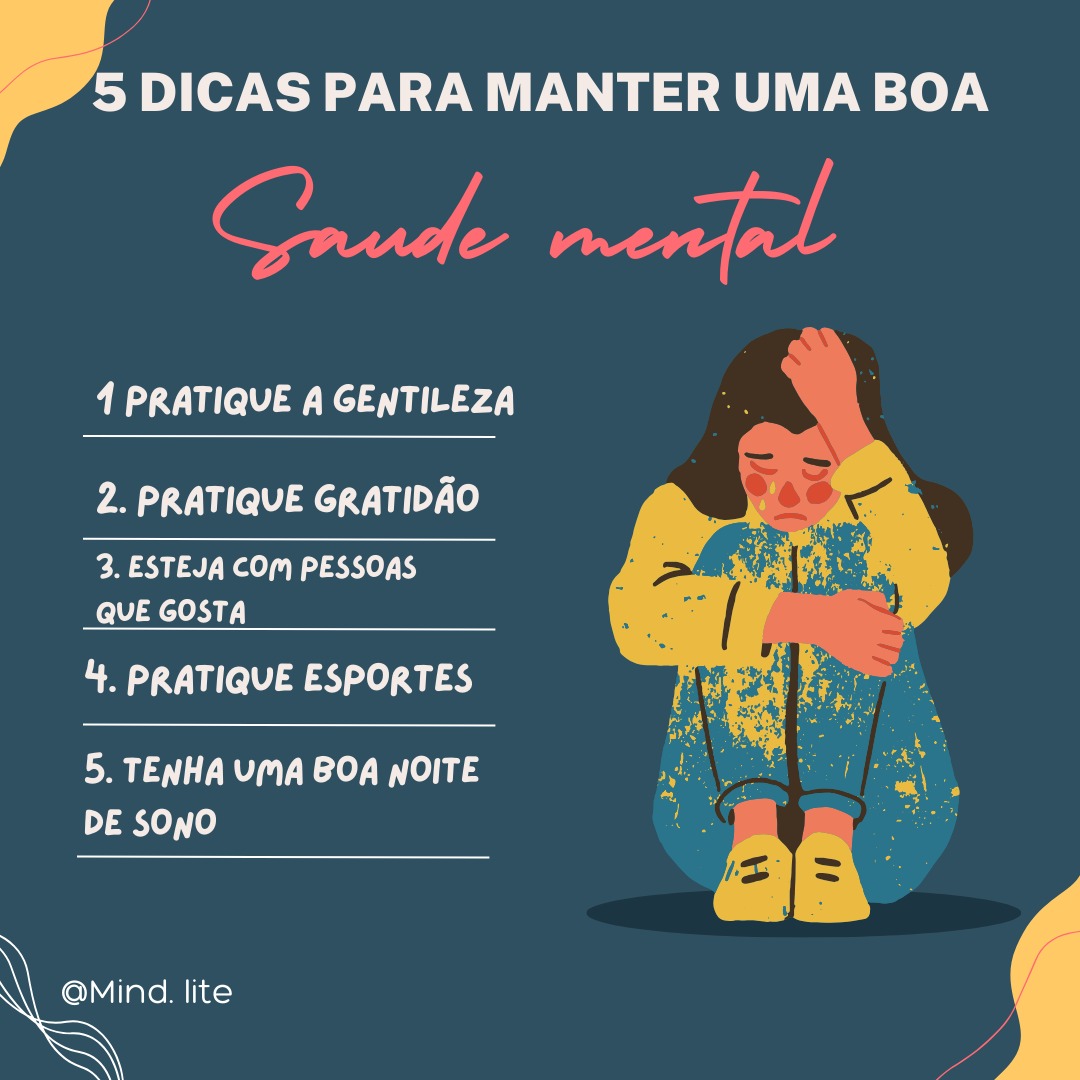 5 DICAS PARA MANTER UMA BOA
Saude mental
1 PRATIQUE A GENTILEZA
2. PRATIQUE GRATIDÃO
3. ESTEJA COM PESSOAS
QUE GOSTA
4. PRATIQUE ESPORTES
5. TENHA UMA BOA NOITE
DE SONO
@Mind. lite